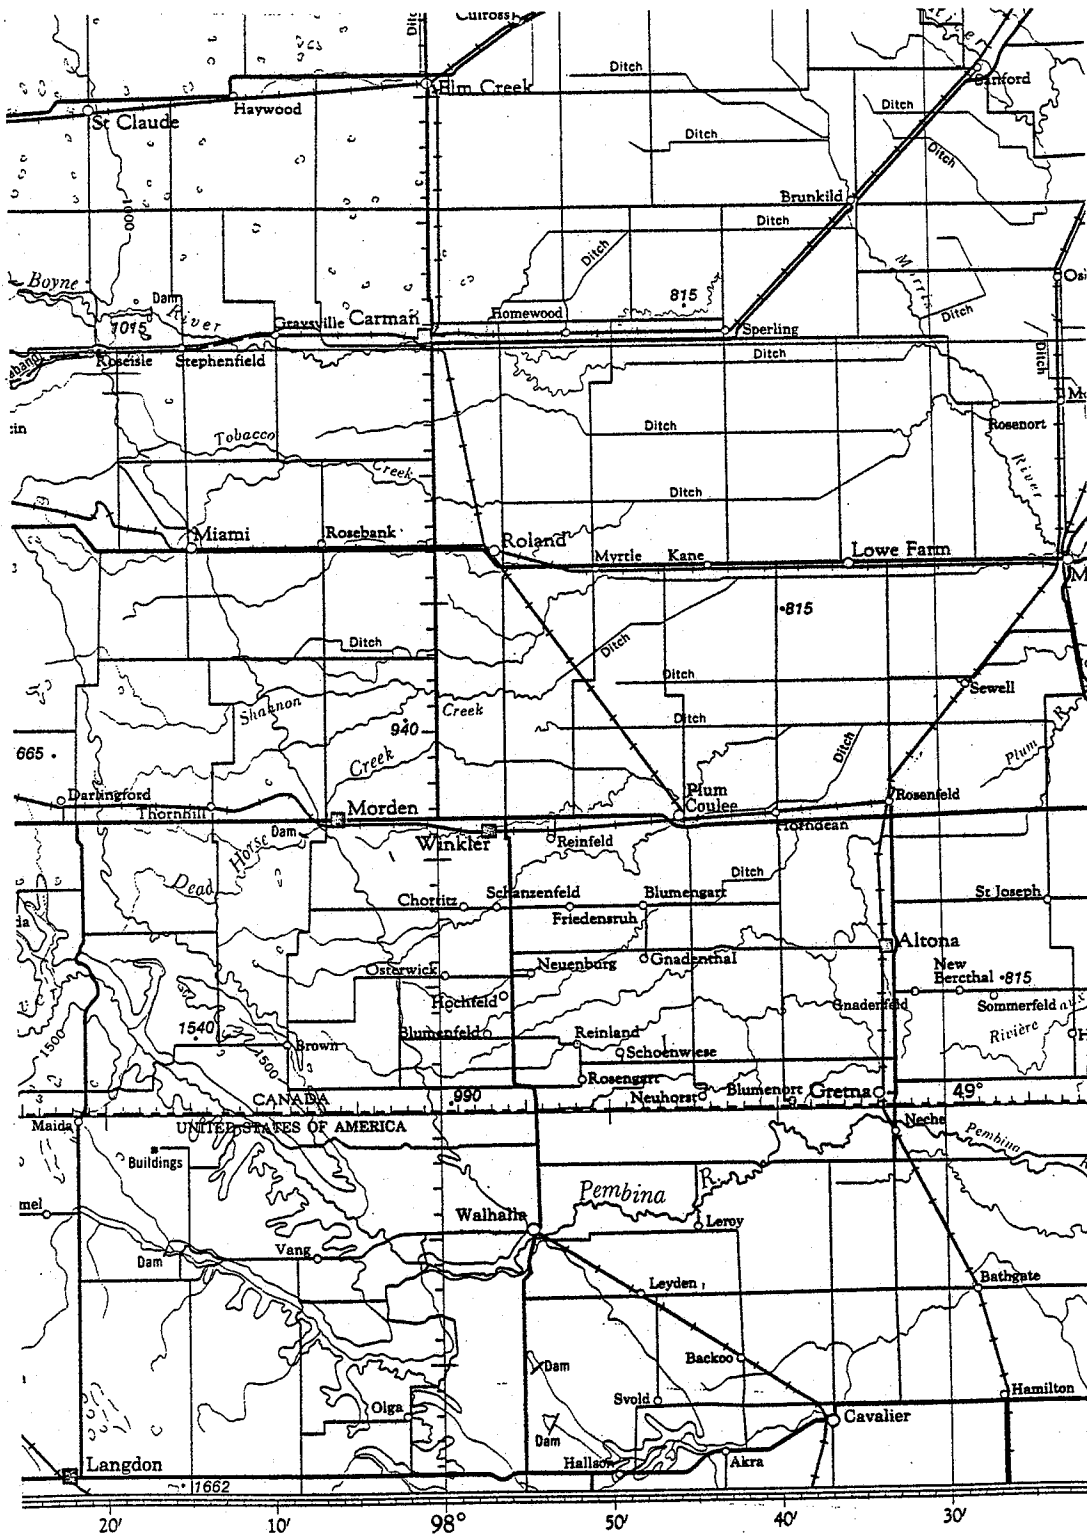 Culross
Ditch
Elm Creek
Ditch
Sanford
Haywood
St Claude
Ditch
Ditch
Ditch
1000
Brunkild
Ditch
Ditch
Morris
Boyne
Dam
River
815
Ditch
1015
Graysville
Carman
Homewood
Sperling
Roseisle
Stephenfield
Ditch
Ditch
Tobacco
Creek
Ditch
Rosenort
River
Ditch
Miami
Rosebank
Roland
Myrtle
Kane
Lowe Farm
815
Ditch
Ditch
Ditch
Sewell
Shannon
Creek
Ditch
R
940
665
Creek
Ditch
Plum
Darlingford
Thornhill
Morden
Plum
Coulee
Rosenfeld
Horndean
Horse
Dam
Winkler
Reinfeld
Dead
Ditch
Chortitz
Schanzenfeld
Blumengart
Friedensruh
St Joseph
Altona
Osterwick
Neuenburg
Gnadenthal
New
Bergthal
815
Hochfeld
Gnadenfeld
Sommerfeld
1500
1540
Brown
Blumenfeld
Reinland
Schoenwiese
Rivière
1500
Rosengart
Neuhorst
Blumenort
Gretna
49°
CANADA
990
Maida
UNITED STATES OF AMERICA
Neche
Pembina
Buildings
Pembina
R.
Walhalla
Leroy
Vang
Dam
Leyden
Bathgate
Backoo
Dam
Svold
Hamilton
Olga
Cavalier
Dam
Hallson
Akra
Langdon
1662
20'
10'
98°
50'
40'
30'